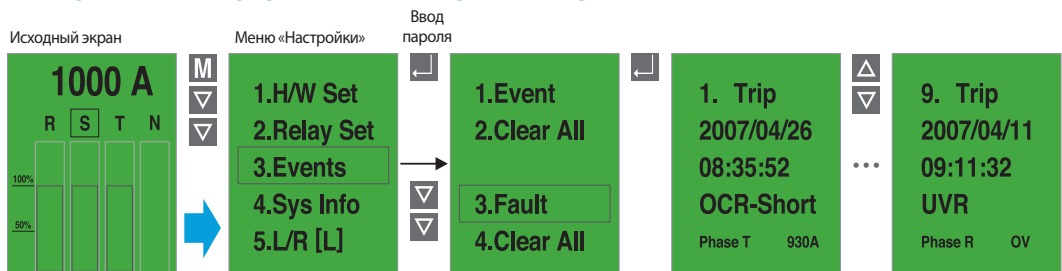 Исходный экран
1000 A
R S T N
100%
50%
M
Меню «Настройки»
1.H/W Set
2.Relay Set
3.Events
4.Sys Info
5.L/R [L]
Ввод
пароля
1.Event
2.Clear All
3.Fault
4.Clear All
1. Trip
2007/04/26
08:35:52
OCR-Short
Phase T 930A
...
9. Trip
2007/04/11
09:11:32
UVR
Phase R OV